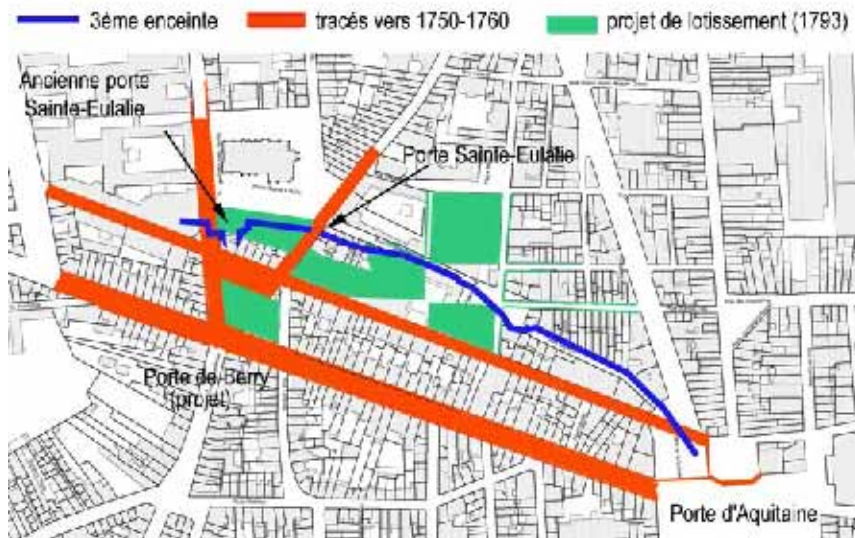 3éme enceinte
tracés vers 1750-1760
projet de lotissement (1793)
Ancienne porte
Sainte-Eulalie
Porte Sainte-Eulalie
Porte de Berry
(projet)
Porte d'Aquitaine